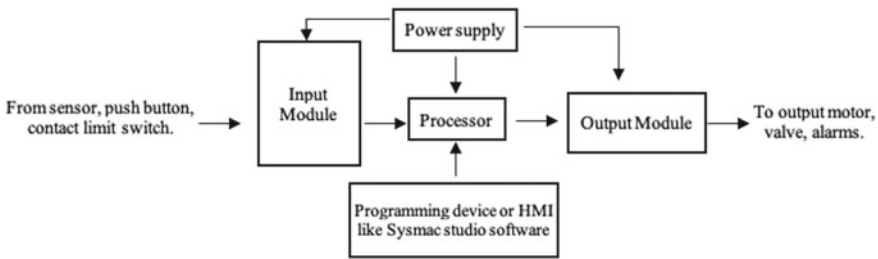 Power supply
From sensor, push button,
contact limit switch.
Input
Module
Processor
Output Module
To output motor,
valve, alarms.
Programming device or HMI
like Sysmac studio software